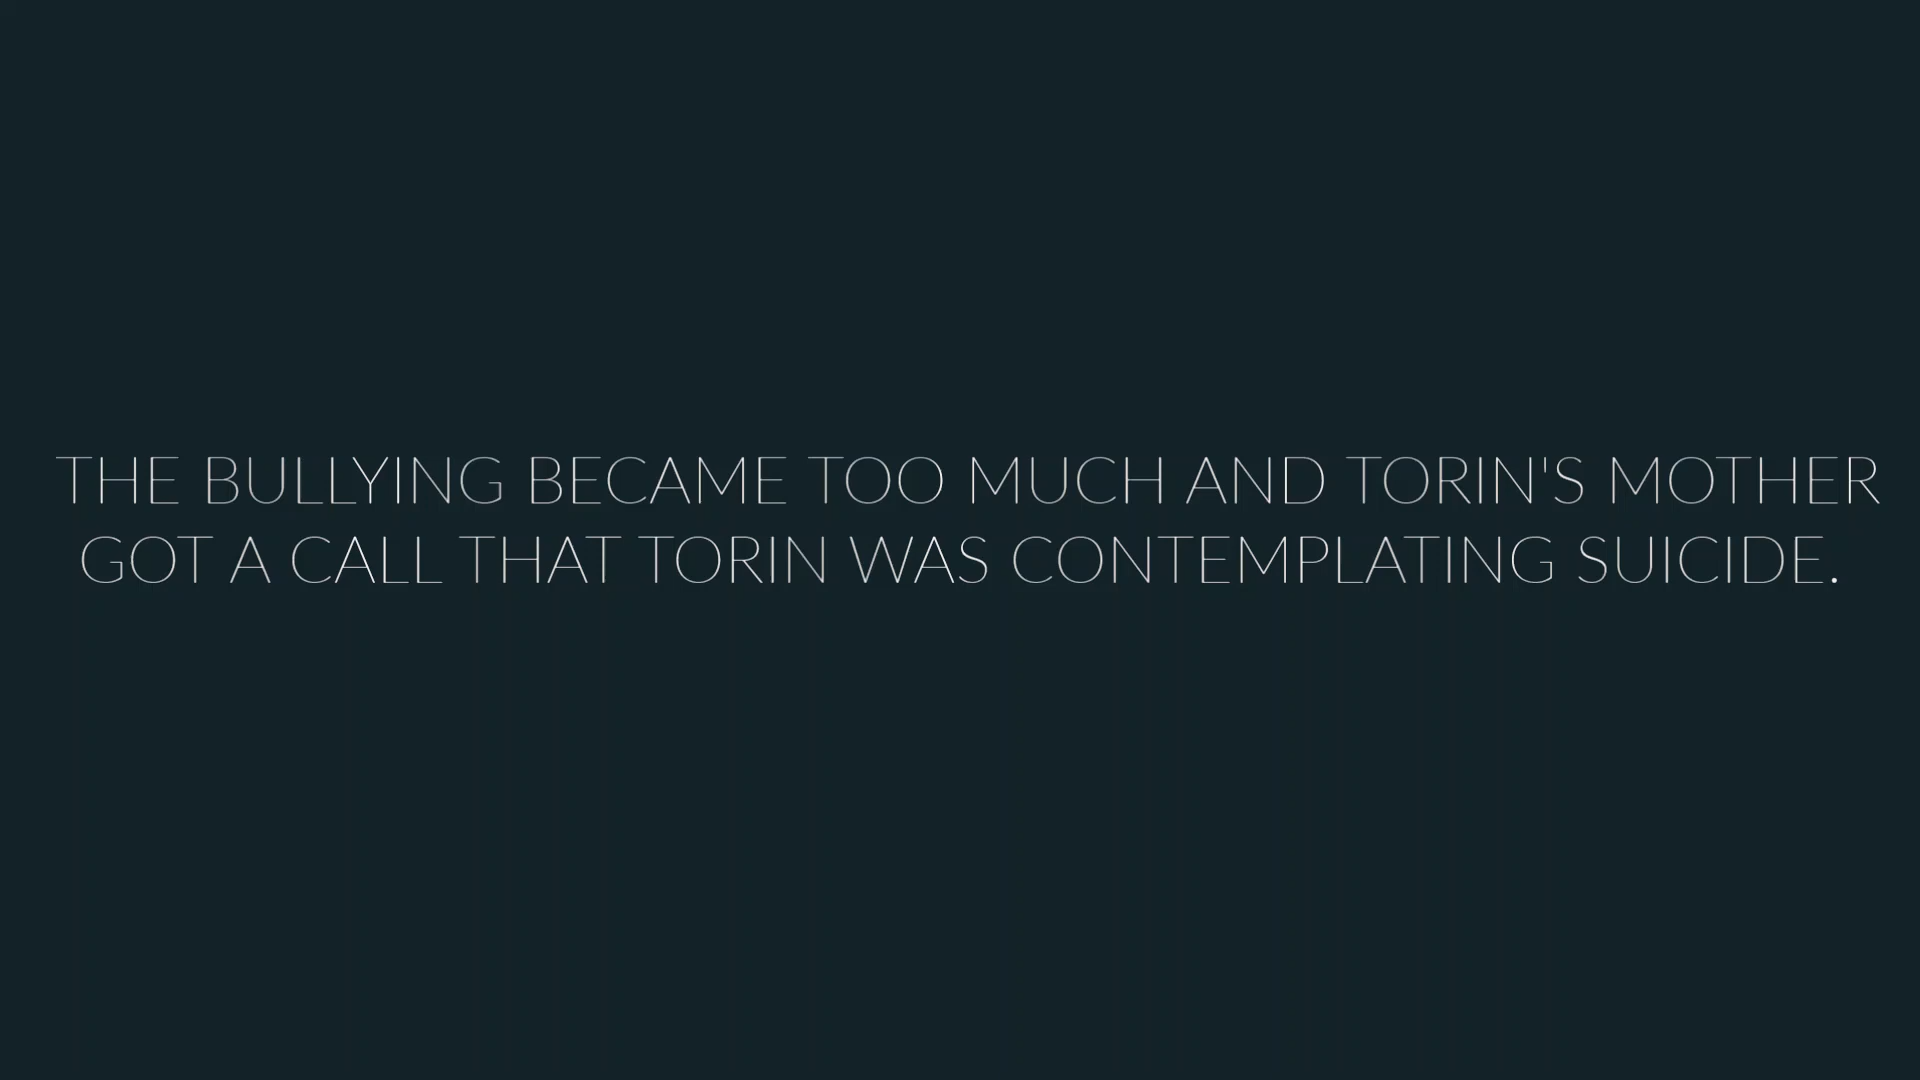 THE BULLYING BECAME TOO MUCH AND TORIN'S MOTHER
GOT A CALL THAT TORIN WAS CONTEMPLATING SUICIDE.